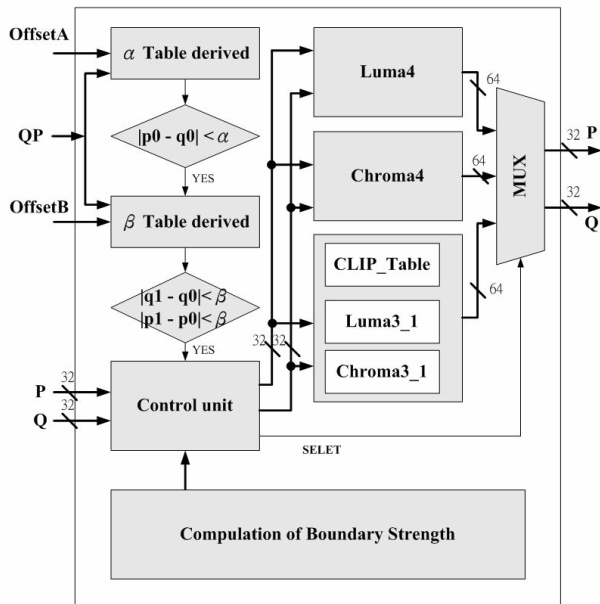 OffsetA
α Table derived
QP
|p0 - q0| < α
YES
OffsetB
β Table derived
|q1 - q0| < β
|p1 - p0| < β
YES
32
P
32
Q
Control unit
SELET
Compulation of Boundary Strength
Luma4
64
Chroma4
64
CLIP_Table
Luma3_1
Chroma3_1
64
32
32
MUX
32
P
32
Q